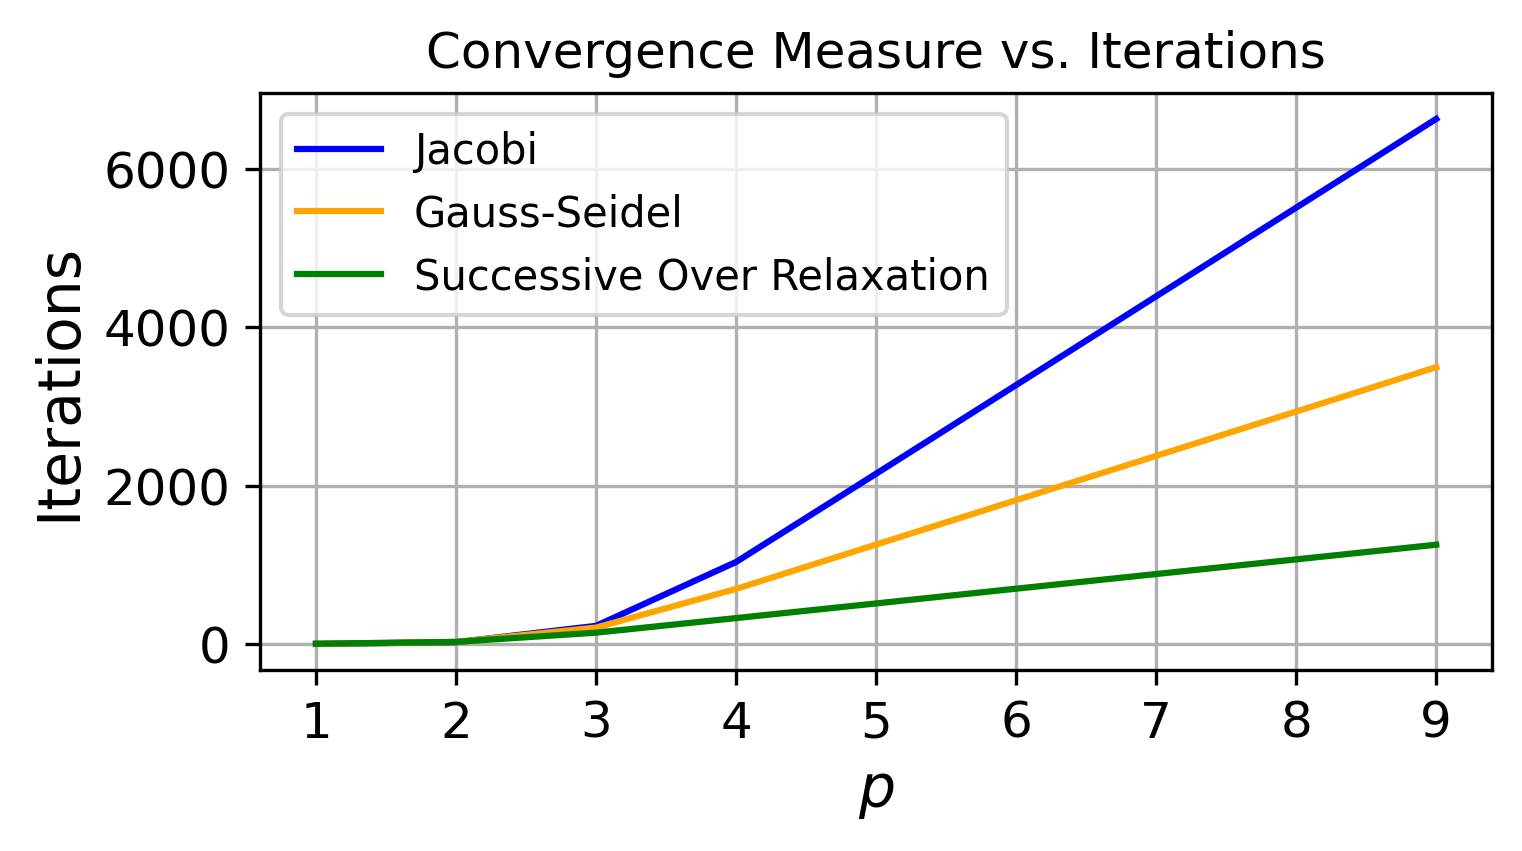 Convergence Measure vs. Iterations
Jacobi
Gauss-Seidel
Successive Over Relaxation
Iterations
6000
4000
2000
0
1 2 3 4 5 6 7 8 9
p